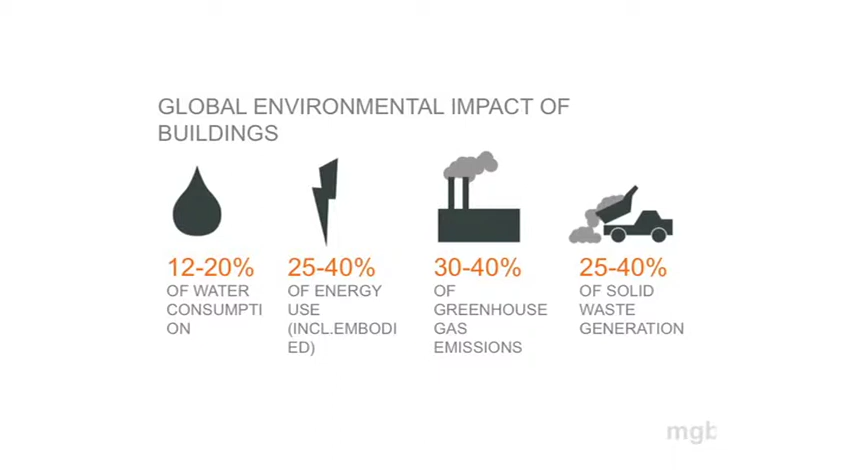 GLOBAL ENVIRONMENTAL IMPACT OF
BUILDINGS
12-20%
OF WATER
CONSUMPTI
ON
25-40%
OF ENERGY
USE
(INCL.EMBODI
ED)
30-40%
OF
GREENHOUSE
GAS
EMISSIONS
25-40%
OF SOLID
WASTE
GENERATION
mgb